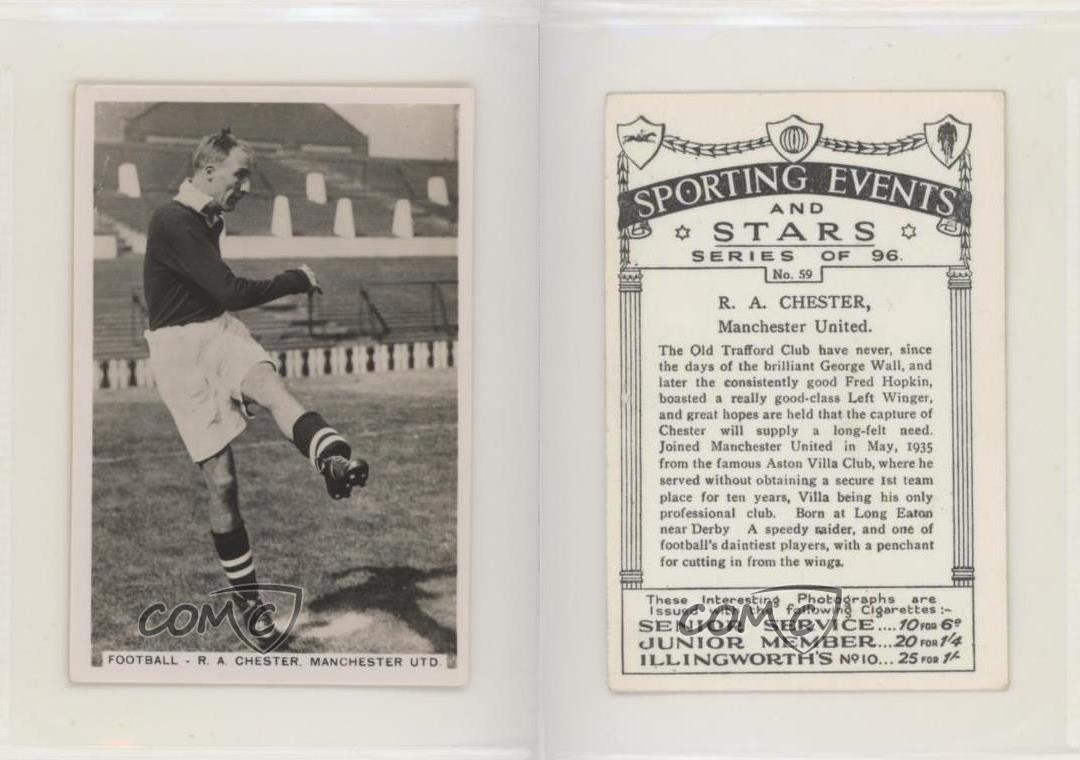 FOOTBALL - R. A. CHESTER. MANCHESTER UTD.
COMC
SPORTING EVENTS
AND
STARS
SERIES OF 96.
No. 59
R. A. CHESTER,
Manchester United.
The Old Trafford Club have never, since
the days of the brilliant George Wall, and
later the consistently good Fred Hopkin,
boasted a really good-class Left Winger,
and great hopes are held that the capture of
Chester will supply a long-felt need.
Joined Manchester United in May, 1935
from the famous Aston Villa Club, where he
served without obtaining a secure 1st team
place for ten years, Villa being his only
professional club. Born at Long Eaton
near Derby A speedy raider, and one of
football's daintiest players, with a penchant
for cutting in from the wings.
These Interesting Photographs are
Issued with the following Cigarettes:-
SENIOR SERVICE....10 FOR 6D
JUNIOR MEMBER...20 FOR 1/4
ILLINGWORTH'S No 10...25 FOR 1/-
COMC